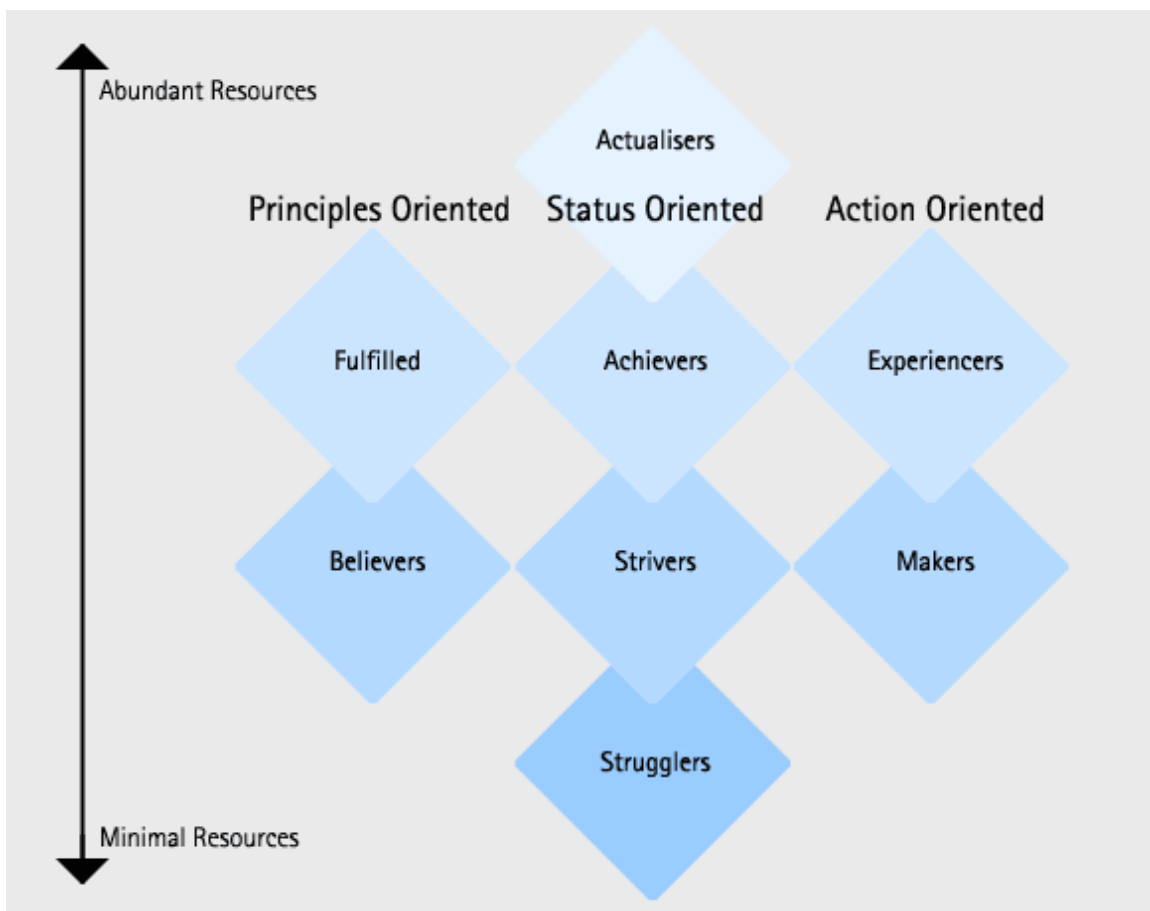 Abundant Resources
Actualisers
Principles Oriented
Status Oriented
Action Oriented
Fulfilled
Achievers
Experiencers
Believers
Strivers
Makers
Strugglers
Minimal Resources